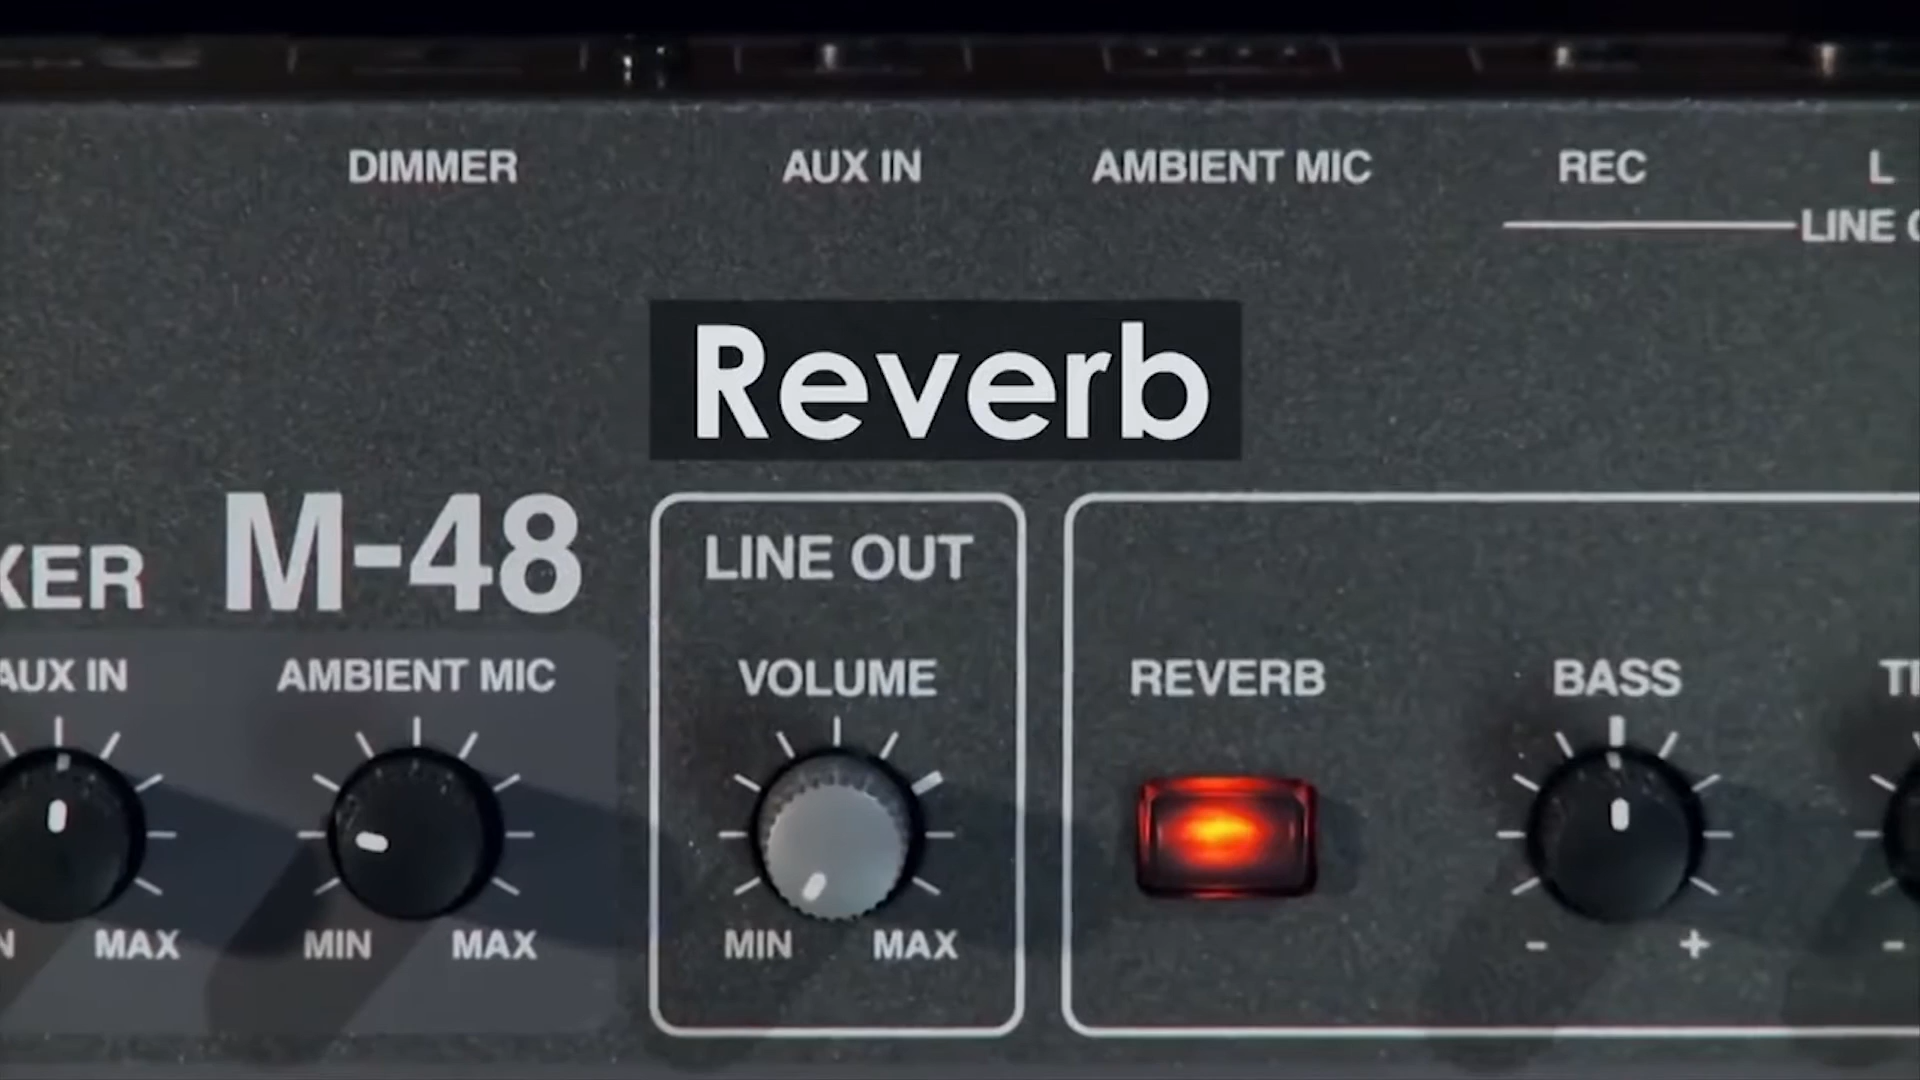 DIMMER AUX IN AMBIENT MIC REC L
LINE
Reverb
M-48
LINE OUT
AUX IN AMBIENT MIC VOLUME REVERB BASS
MAX MIN MAX MIN MAX - + -